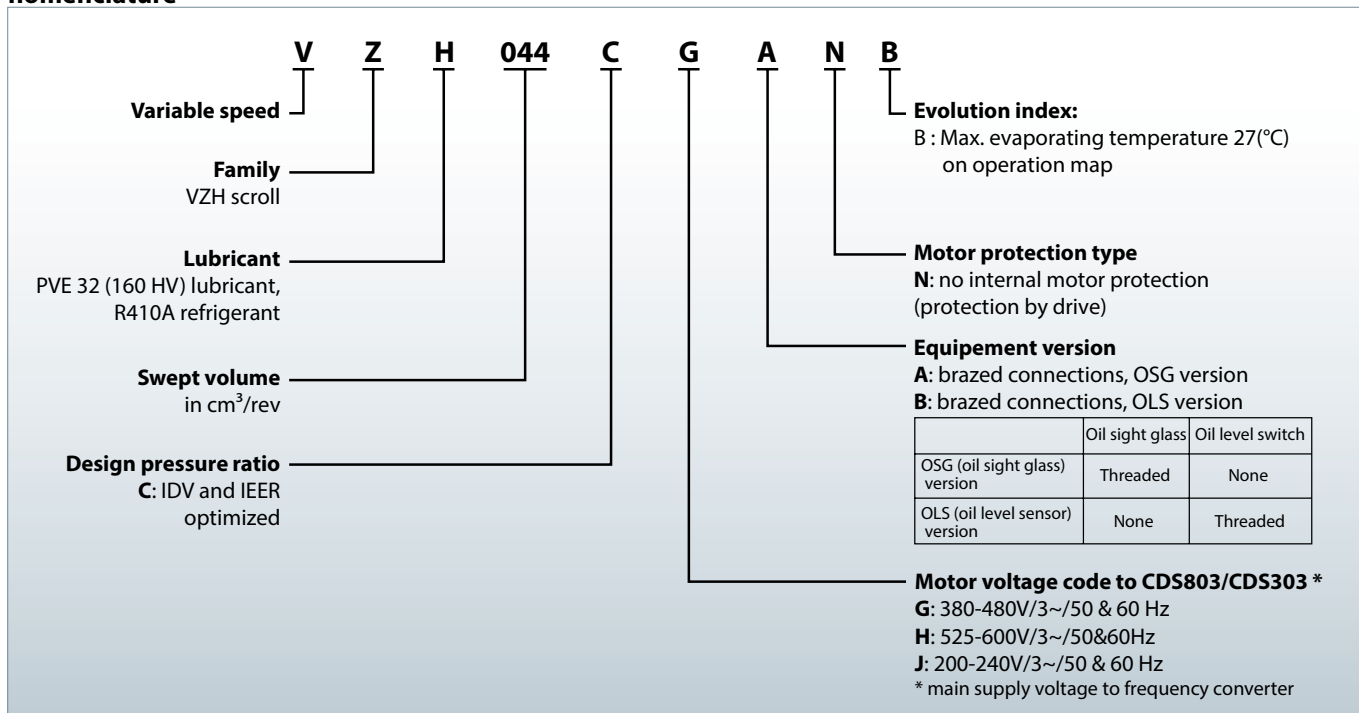 nomenclature
V Z H 044 C G A N B
Variable speed
Family
VZH scroll
Lubricant
PVE 32 (160 HV) lubricant,
R410A refrigerant
Swept volume
in cm³/rev
Design pressure ratio
C: IDV and IEER
optimized
Evolution index:
B : Max. evaporating temperature 27(°C)
on operation map
Motor protection type
N: no internal motor protection
(protection by drive)
Equipement version
A: brazed connections, OSG version
B: brazed connections, OLS version
Oil sight glass Oil level switch
OSG (oil sight glass)
version
Threaded None
OLS (oil level sensor)
version
None Threaded
Motor voltage code to CDS803/CDS303 *
G: 380-480V/3~/50 & 60 Hz
H: 525-600V/3~/50&60Hz
J: 200-240V/3~/50 & 60 Hz
* main supply voltage to frequency converter